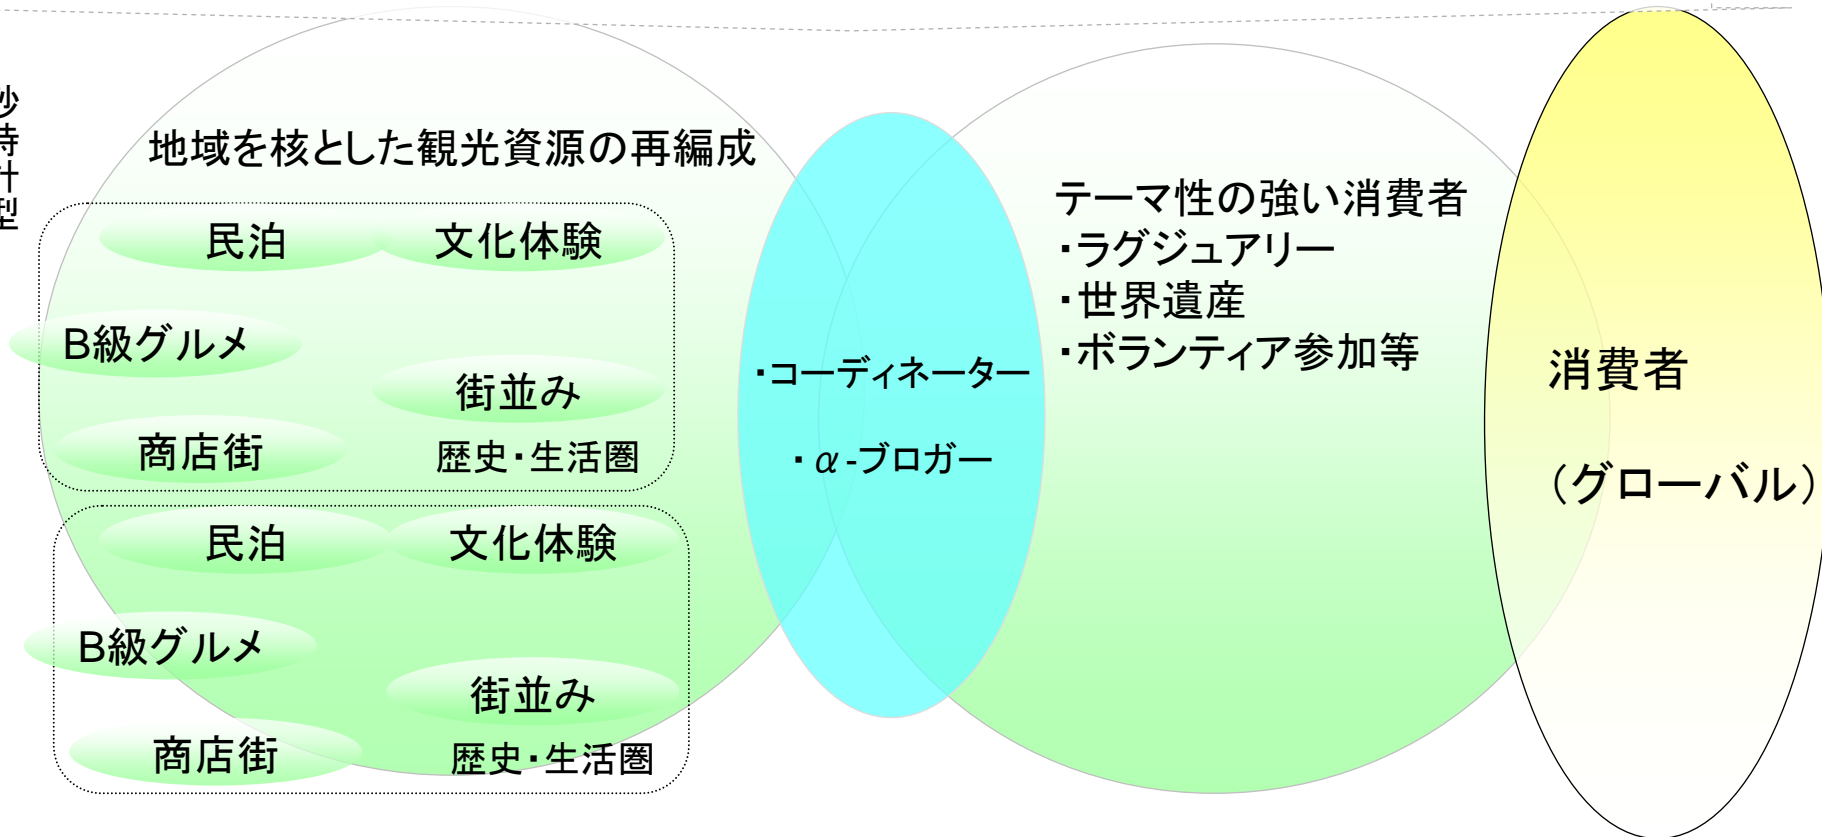 砂時計型
地域を核とした観光資源の再編成
民泊
文化体験
B級グルメ
街並み
商店街
歴史・生活圏
民泊
文化体験
B級グルメ
街並み
商店街
歴史・生活圏
・コーディネーター
・α-ブロガー
テーマ性の強い消費者
・ラグジュアリー
・世界遺産
・ボランティア参加等
消費者
（グローバル）